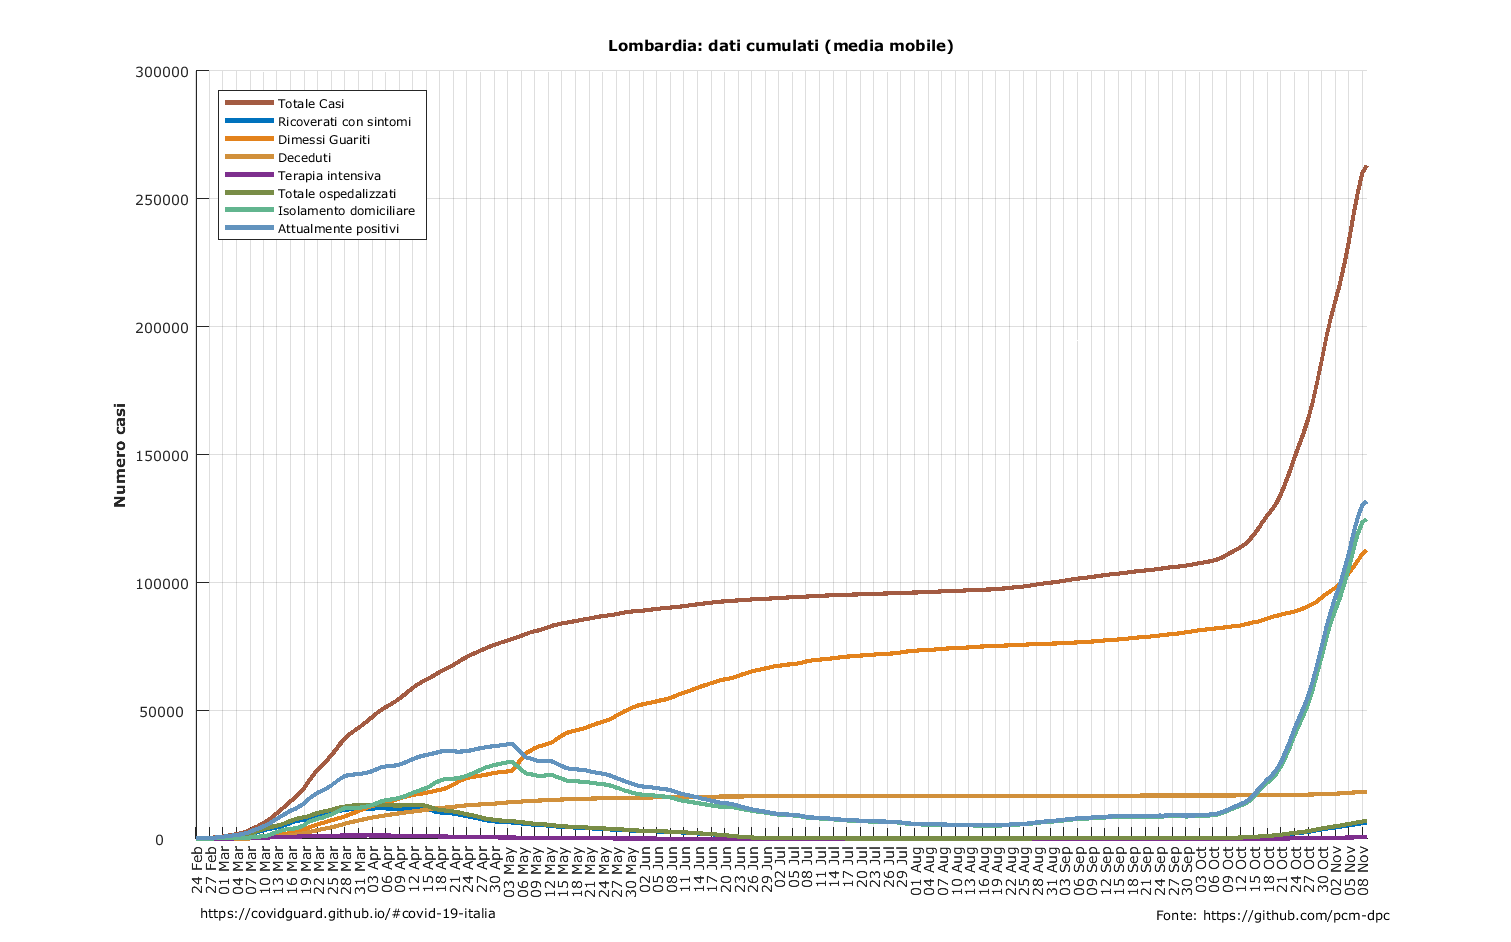 Lombardia: dati cumulati (media mobile)
300000
250000
200000
150000
100000
50000
0
Numero casi
Totale Casi
Ricoverati con sintomi
Dimessi Guariti
Deceduti
Terapia intensiva
Totale ospedalizzati
Isolamento domiciliare
Attualmente positivi
24 Feb
27 Feb
01 Mar
04 Mar
07 Mar
10 Mar
13 Mar
16 Mar
19 Mar
22 Mar
25 Mar
28 Mar
31 Mar
03 Apr
06 Apr
09 Apr
12 Apr
15 Apr
18 Apr
21 Apr
24 Apr
27 Apr
30 Apr
03 May
06 May
09 May
12 May
15 May
18 May
21 May
24 May
27 May
30 May
02 Jun
05 Jun
08 Jun
11 Jun
14 Jun
17 Jun
20 Jun
23 Jun
26 Jun
29 Jun
02 Jul
05 Jul
08 Jul
11 Jul
14 Jul
17 Jul
20 Jul
23 Jul
26 Jul
29 Jul
01 Aug
04 Aug
07 Aug
10 Aug
13 Aug
16 Aug
19 Aug
22 Aug
25 Aug
28 Aug
31 Aug
03 Sep
06 Sep
09 Sep
12 Sep
15 Sep
18 Sep
21 Sep
24 Sep
27 Sep
30 Sep
03 Oct
06 Oct
09 Oct
12 Oct
15 Oct
18 Oct
21 Oct
24 Oct
27 Oct
30 Oct
02 Nov
05 Nov
08 Nov
https://covidguard.github.io/#covid-19-italia
Fonte: https://github.com/pcm-dpc